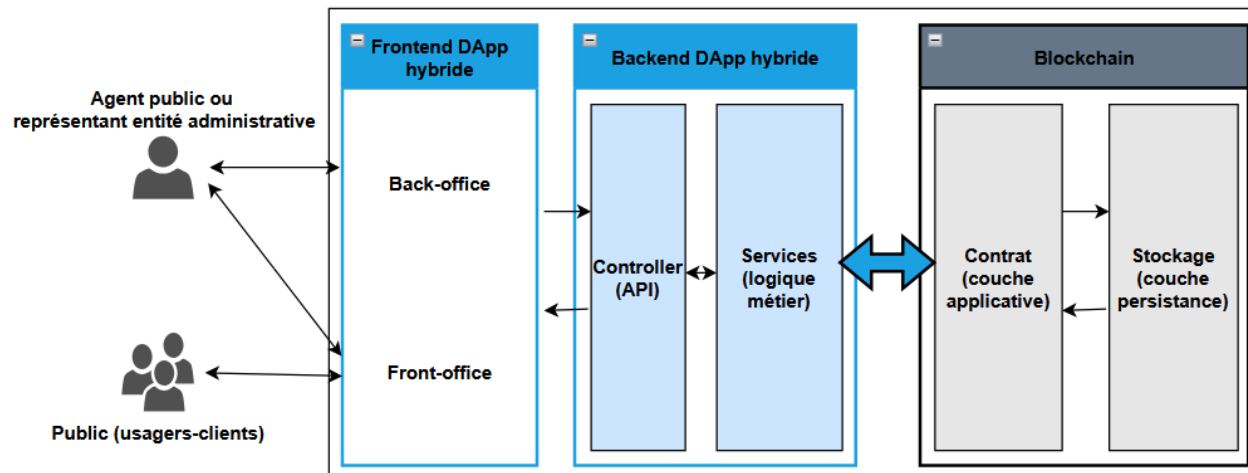 Frontend DApp
hybride
Backend DApp hybride
Blockchain
Agent public ou
représentant entité administrative
Back-office
Controller
(API)
Services
(logique
métier)
Contrat
(couche
applicative)
Stockage
(couche
persistance)
Front-office
Public (usagers-clients)